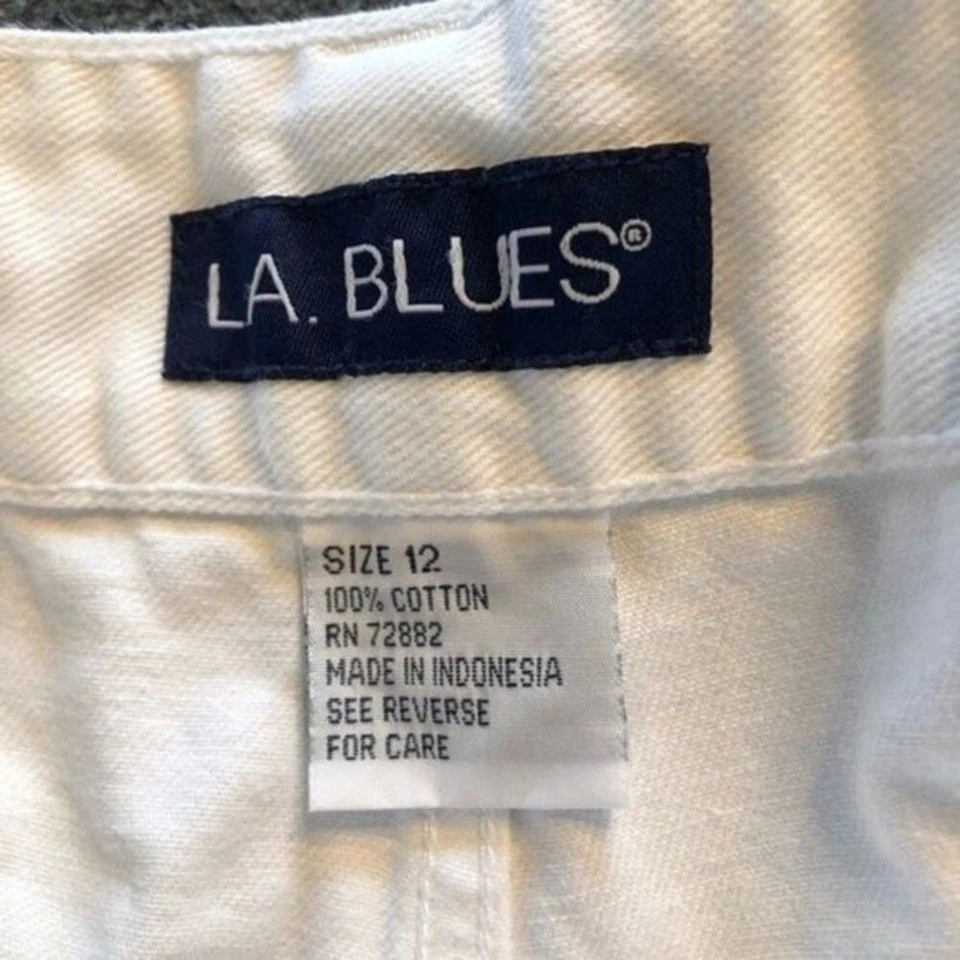 LA. BLUES®
SIZE 12
100% COTTON
RN 72882
MADE IN INDONESIA
SEE REVERSE
FOR CARE